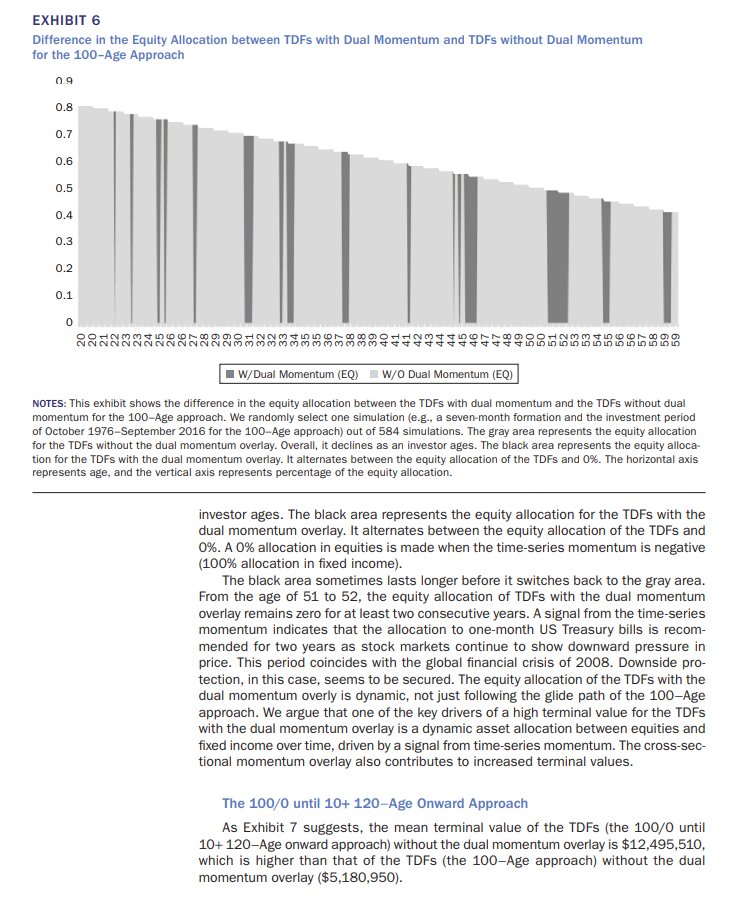 EXHIBIT 6
Difference in the Equity Allocation between TDFs with Dual Momentum and TDFs without Dual Momentum
for the 100–Age Approach
0.9
0.8
0.7
0.6
0.5
0.4
0.3
0.2
0.1
0
20 20 21 22 23 24 25 26 26 27 28 29 30 31 32 33 33 34 35 36 37 38 39 40 40 41 42 43 44 45 46 47 47 48 49 50 50 51 52 53 54 55 56 57 58 59 59
W/Dual Momentum (EQ) W/O Dual Momentum (EQ)
NOTES: This exhibit shows the difference in the equity allocation between the TDFs with dual momentum and the TDFs without dual
momentum for the 100–Age approach. We randomly select one simulation (e.g., a seven-month formation and the investment period
of October 1976–September 2016 for the 100–Age approach) out of 584 simulations. The gray area represents the equity allocation
for the TDFs without the dual momentum overlay. Overall, it declines as an investor ages. The black area represents the equity alloca-
tion for the TDFs with the dual momentum overlay. It alternates between the equity allocation of the TDFs and 0%. The horizontal axis
represents age, and the vertical axis represents percentage of the equity allocation.
investor ages. The black area represents the equity allocation for the TDFs with the
dual momentum overlay. It alternates between the equity allocation of the TDFs and
0%. A 0% allocation in equities is made when the time-series momentum is negative
(100% allocation in fixed income).
The black area sometimes lasts longer before it switches back to the gray area.
From the age of 51 to 52, the equity allocation of TDFs with the dual momentum
overlay remains zero for at least two consecutive years. A signal from the time-series
momentum indicates that the allocation to one-month US Treasury bills is recom-
mended for two years as stock markets continue to show downward pressure in
price. This period coincides with the global financial crisis of 2008. Downside pro-
tection, in this case, seems to be secured. The equity allocation of the TDFs with the
dual momentum overly is dynamic, not just following the glide path of the 100–Age
approach. We argue that one of the key drivers of a high terminal value for the TDFs
with the dual momentum overlay is a dynamic asset allocation between equities and
fixed income over time, driven by a signal from time-series momentum. The cross-sec-
tional momentum overlay also contributes to increased terminal values.
The 100/0 until 10+ 120–Age Onward Approach
As Exhibit 7 suggests, the mean terminal value of the TDFs (the 100/0 until
10+ 120–Age onward approach) without the dual momentum overlay is $12,495,510,
which is higher than that of the TDFs (the 100–Age approach) without the dual
momentum overlay ($5,180,950).